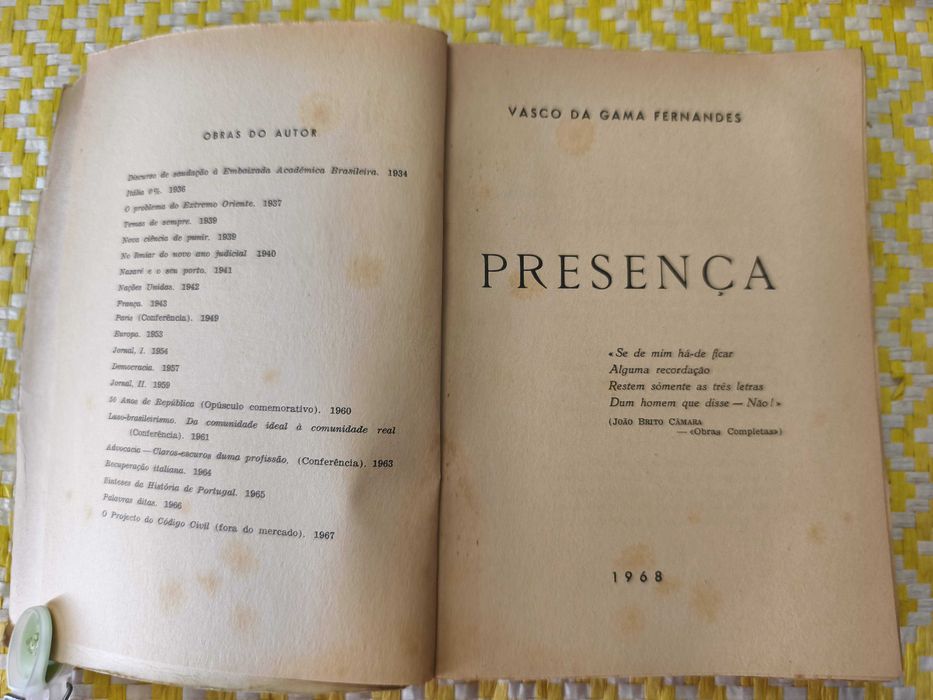 OBRAS DO AUTOR
Discurso de saudação à Embaixada Académica Brasileira. 1934
Itália 9%. 1936
O problema do Extremo Oriente. 1937
Temas de sempre. 1939
Nova ciência de punir. 1939
No limiar do novo ano judicial 1940
Nazaré e o seu porto. 1941
Nações Unidas. 1942
França. 1943
Paris (Conferência). 1949
Europa. 1953
Jornal, I. 1954
Democracia. 1957
Jornal, II. 1959
50 Anos de República (Opúsculo comemorativo). 1960
Luso-brasileirismo. Da comunidade ideal à comunidade real
(Conferência). 1961
Advocacia — Claros-escuros duma profissão. (Conferência). 1963
Recuperação italiana. 1964
Sínteses da História de Portugal. 1965
Palavras ditas. 1966
O Projecto do Código Civil (fora do mercado). 1967
VASCO DA GAMA FERNANDES
PRESENÇA
«Se de mim há-de ficar
Alguma recordação
Restem sòmente as três letras
Dum homem que disse — Não!»
(JOÃO BRITO CÂMARA
— «Obras Completas»)
1968